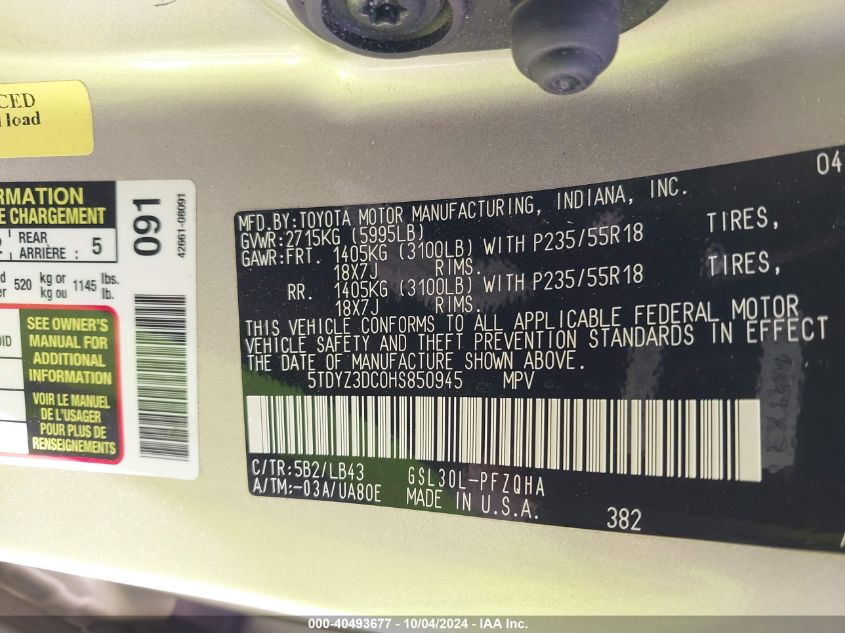 CED
load
RMATION
E CHARGEMENT
REAR
ARRIÈRE : 5
520 kg or 1145 lbs.
kg ou lb.
SEE OWNER'S
MANUAL FOR
ADDITIONAL
INFORMATION
VOIR LE MANUEL
DE L'USAGER
POUR PLUS DE
RENSEIGNEMENTS
091
42661-08091
04
MFD.BY:TOYOTA MOTOR MANUFACTURING, INDIANA, INC.
GVWR:2715KG (5995LB)
GAWR:FRT. 1405KG (3100LB) WITH P235/55R18 TIRES,
18X7J RIMS.
RR. 1405KG (3100LB) WITH P235/55R18 TIRES,
18X7J RIMS.
THIS VEHICLE CONFORMS TO ALL APPLICABLE FEDERAL MOTOR
VEHICLE SAFETY AND THEFT PREVENTION STANDARDS IN EFFECT
THE DATE OF MANUFACTURE SHOWN ABOVE.
5TDYZ3DC0HS850945 MPV
C/TR:5B2/LB43 GSL30L-PFZQHA
A/TM:-03A/UA80E MADE IN U.S.A.
382
000-40493677 - 10/04/2024 - IAA Inc.